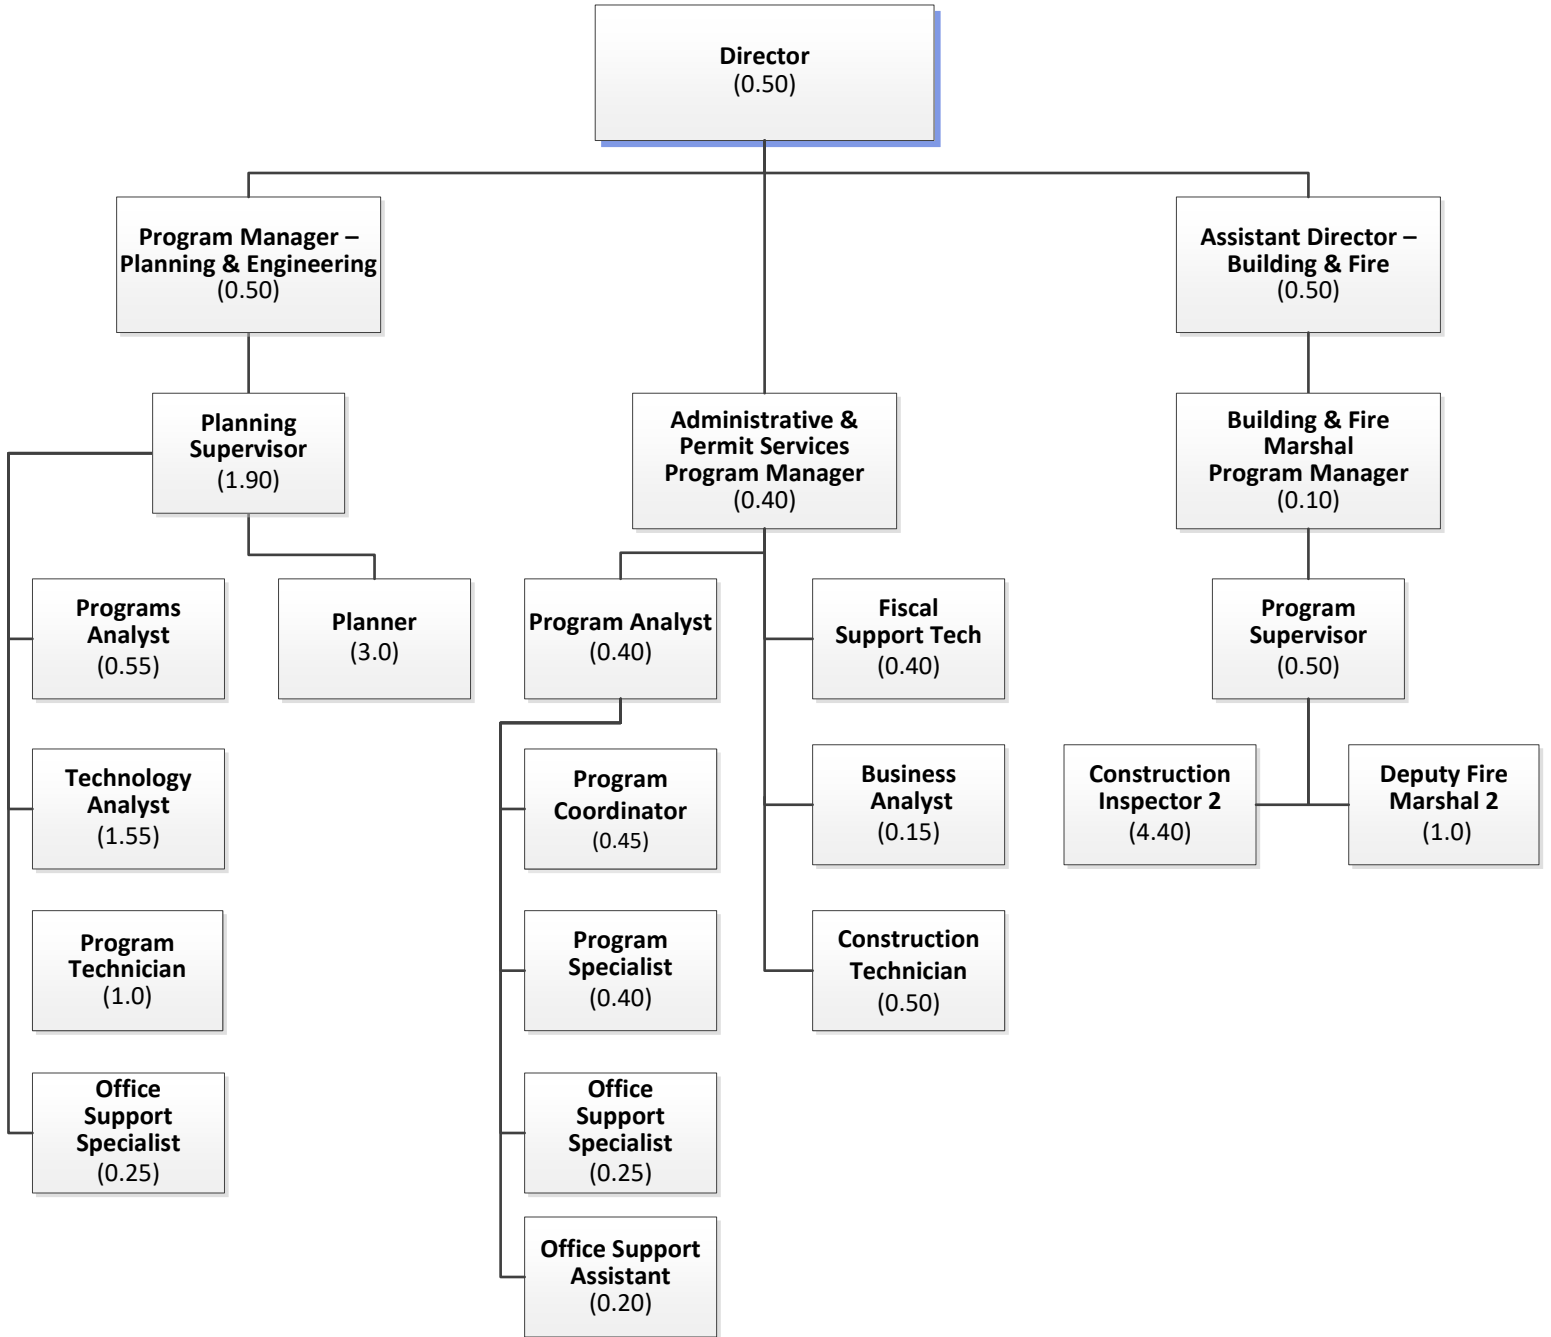 Director
(0.50)
Program Manager –
Planning & Engineering
(0.50)
Assistant Director –
Building & Fire
(0.50)
Planning
Supervisor
(1.90)
Administrative &
Permit Services
Program Manager
(0.40)
Building & Fire
Marshal
Program Manager
(0.10)
Programs
Analyst
(0.55)
Planner
(3.0)
Program Analyst
(0.40)
Fiscal
Support Tech
(0.40)
Program
Supervisor
(0.50)
Technology
Analyst
(1.55)
Program
Coordinator
(0.45)
Business
Analyst
(0.15)
Construction
Inspector 2
(4.40)
Deputy Fire
Marshal 2
(1.0)
Program
Technician
(1.0)
Program
Specialist
(0.40)
Construction
Technician
(0.50)
Office
Support
Specialist
(0.25)
Office
Support
Specialist
(0.25)
Office Support
Assistant
(0.20)